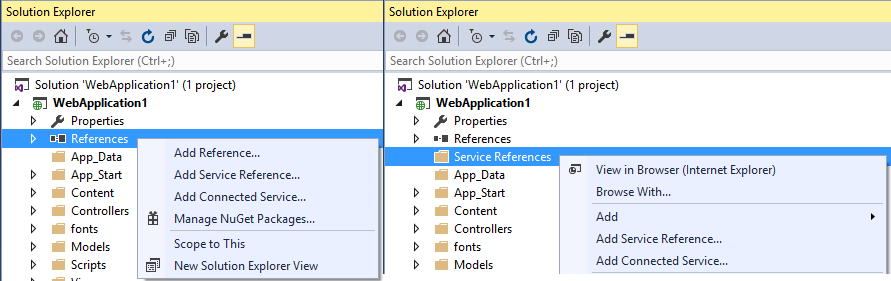 Solution Explorer
Search Solution Explorer (Ctrl+;)
Solution 'WebApplication1' (1 project)
WebApplication1
Properties
References
App_Data
App_Start
Content
Controllers
fonts
Models
Scripts
Add Reference...
Add Service Reference...
Add Connected Service...
Manage NuGet Packages...
Scope to This
New Solution Explorer View
Solution Explorer
Search Solution Explorer (Ctrl+;)
Solution 'WebApplication1' (1 project)
WebApplication1
Properties
References
Service References
App_Data
App_Start
Content
Controllers
fonts
Models
View in Browser (Internet Explorer)
Browse With...
Add
Add Service Reference...
Add Connected Service...